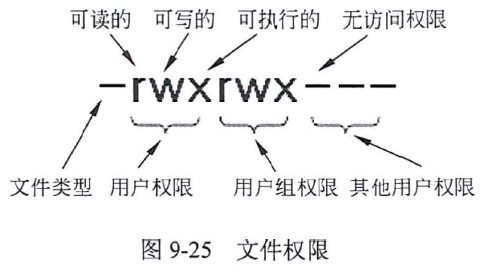 可读的 可写的 可执行的 无访问权限
-rwxrwx---
文件类型 用户权限 用户组权限 其他用户权限
图 9-25 文件权限